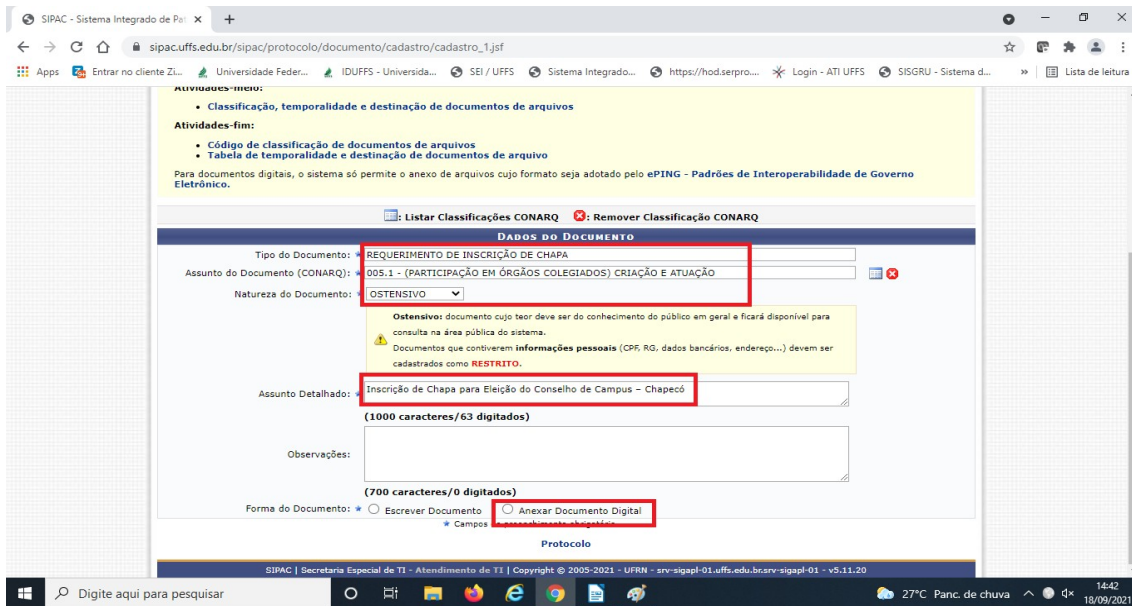 SIPAC - Sistema Integrado de Pat
sipac.uffs.edu.br/sipac/protocolo/documento/cadastro/cadastro_1.jsf
Apps Entrar no cliente Zi... Universidade Feder... IDUFFS - Universida... SEI / UFFS Sistema Integrado... https://hod.serpro.... Login - ATI UFFS SISGRU - Sistema d... » Lista de leitura
Atividades-meio:
• Classificação, temporalidade e destinação de documentos de arquivos
Atividades-fim:
• Código de classificação de documentos de arquivos
• Tabela de temporalidade e destinação de documentos de arquivo
Para documentos digitais, o sistema só permite o anexo de arquivos cujo formato seja adotado pelo ePING - Padrões de Interoperabilidade de Governo
Eletrônico.
: Listar Classificações CONARQ : Remover Classificação CONARQ
DADOS DO DOCUMENTO
Tipo do Documento: ★ REQUERIMENTO DE INSCRIÇÃO DE CHAPA
Assunto do Documento (CONARQ): ★ 005.1 - (PARTICIPAÇÃO EM ÓRGÃOS COLEGIADOS) CRIAÇÃO E ATUAÇÃO
Natureza do Documento: ★ OSTENSIVO
Ostensivo: documento cujo teor deve ser do conhecimento do público em geral e ficará disponível para
consulta na área pública do sistema.
Documentos que contiverem informações pessoais (CPF, RG, dados bancários, endereço...) devem ser
cadastrados como RESTRITO.
Assunto Detalhado: ★ Inscrição de Chapa para Eleição do Conselho de Campus – Chapecó
(1000 caracteres/63 digitados)
Observações:
(700 caracteres/0 digitados)
Forma do Documento: ★ Escrever Documento Anexar Documento Digital
★ Campos de preenchimento obrigatório.
Protocolo
SIPAC | Secretaria Especial de TI - Atendimento de TI | Copyright © 2005-2021 - UFRN - srv-sigapl-01.uffs.edu.br.srv-sigapl-01 - v5.11.20
Digite aqui para pesquisar 27°C Panc. de chuva 14:42
18/09/2021